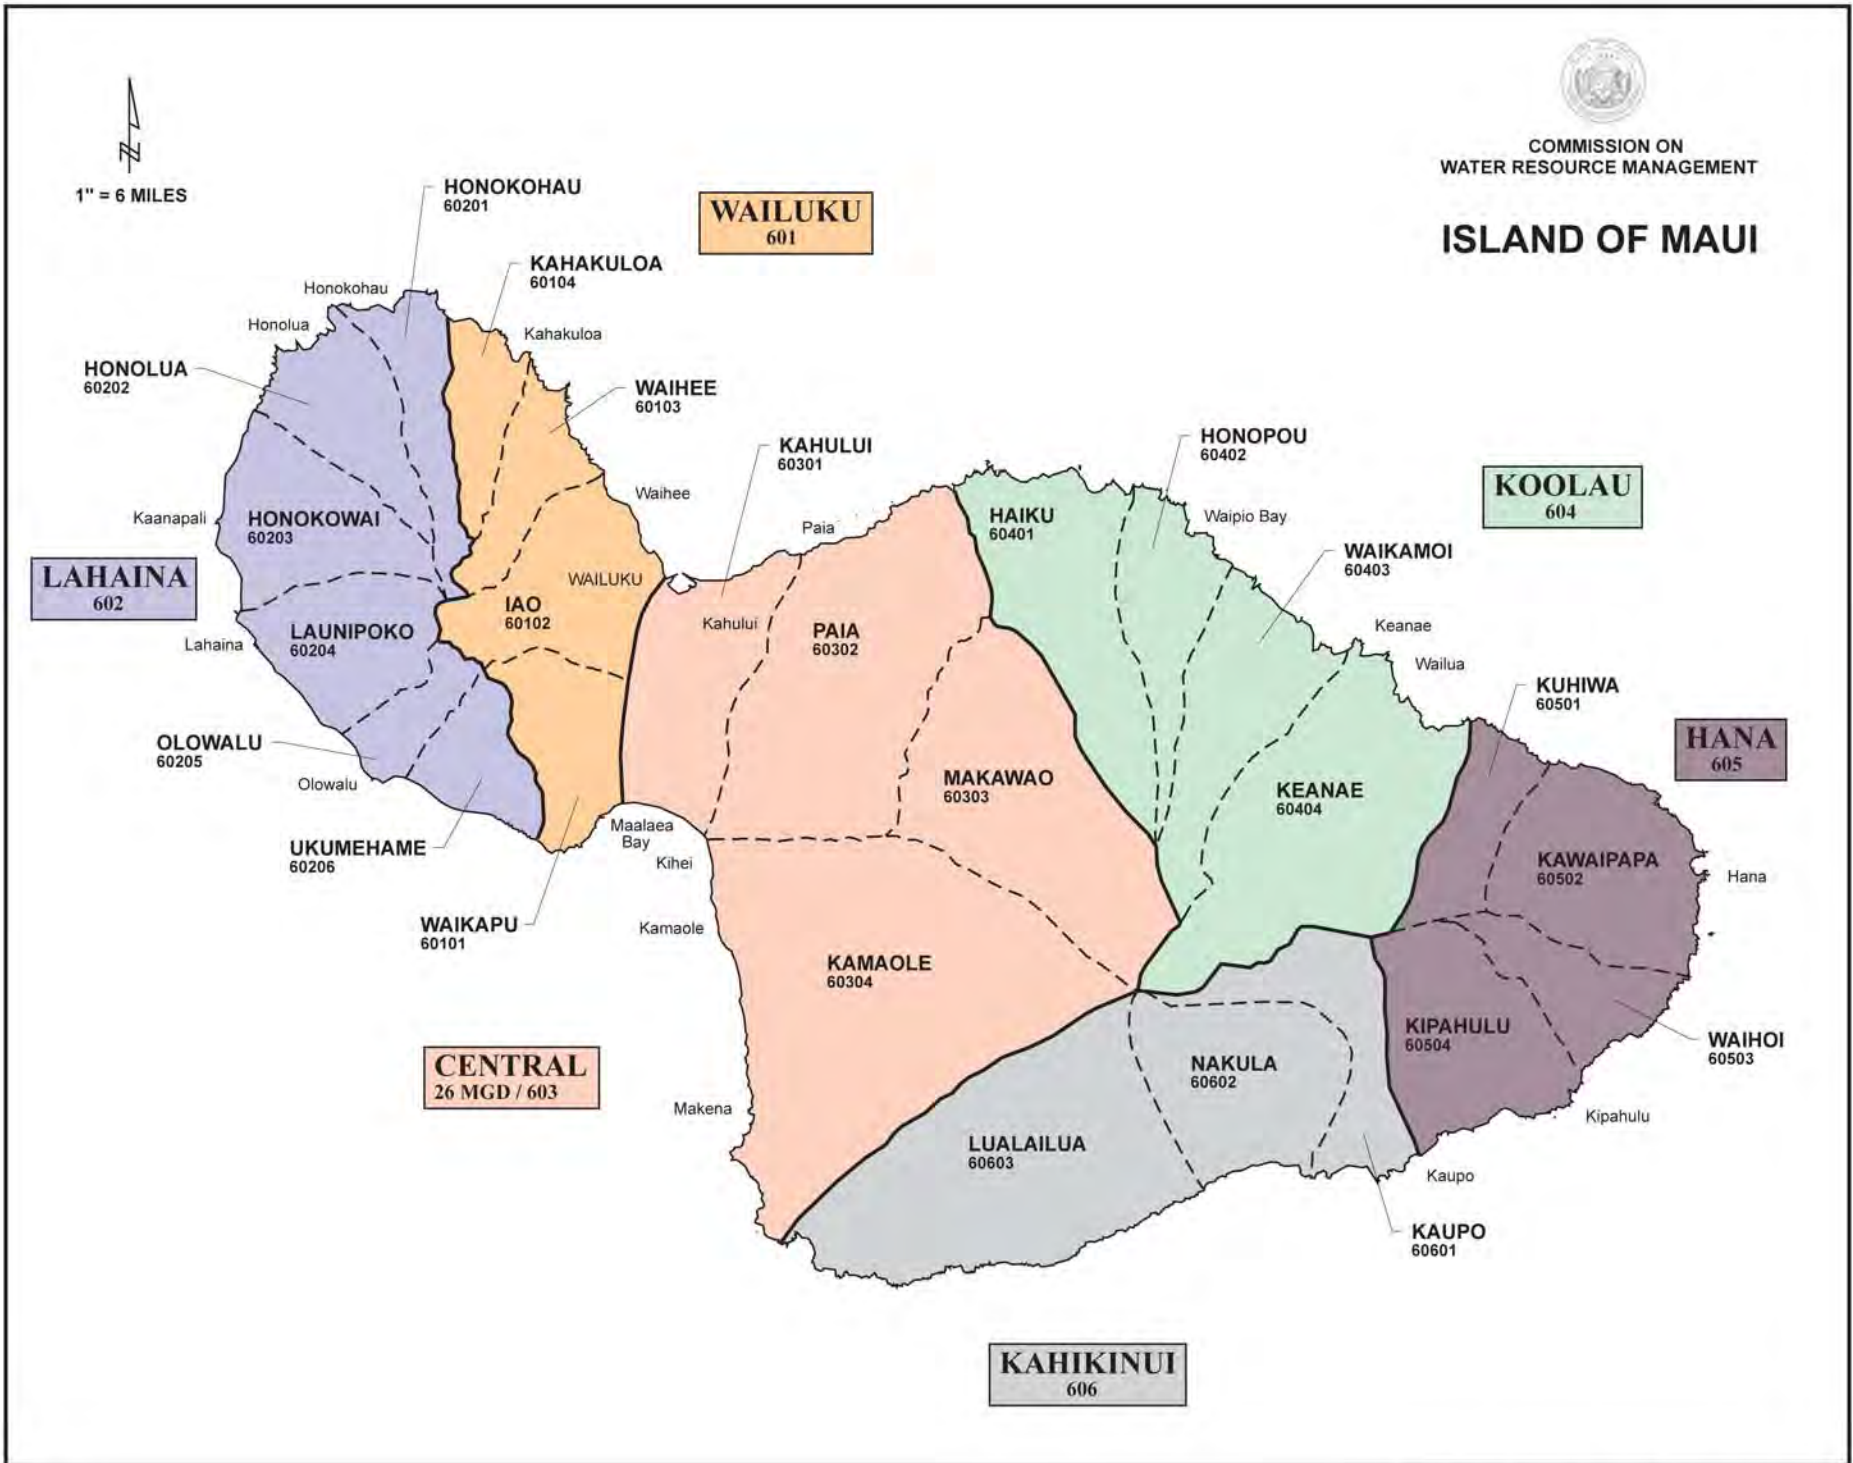 COMMISSION ON
WATER RESOURCE MANAGEMENT
ISLAND OF MAUI
1" = 6 MILES
HONOKOHAU
60201
WAILUKU
601
KAHAKULOA
60104
Honokohau
Honolua
Kahakuloa
HONOLUA
60202
WAIHEE
60103
KAHULUI
60301
HONOPOU
60402
KOOLAU
604
Waihee
Kaanapali
HONOKOWAI
60203
Paia
HAIKU
60401
Waipio Bay
WAIKAMOI
60403
LAHAINA
602
WAILUKU
IAO
60102
Kahului
PAIA
60302
Keanae
Lahaina
LAUNIPOKO
60204
Wailua
KUHIWA
60501
OLOWALU
60205
Olowalu
HANA
605
MAKAWAO
60303
KEANAE
60404
UKUMEHAME
60206
Maalaea
Bay
Kihei
KAWAIPAPA
60502
Hana
WAIKAPU
60101
Kamaole
KAMAOLE
60304
KIPAHULU
60504
WAIHOI
60503
CENTRAL
26 MGD / 603
NAKULA
60602
Makena
Kipahulu
LUALAILUA
60603
Kaupo
KAUPO
60601
KAHIKINUI
606